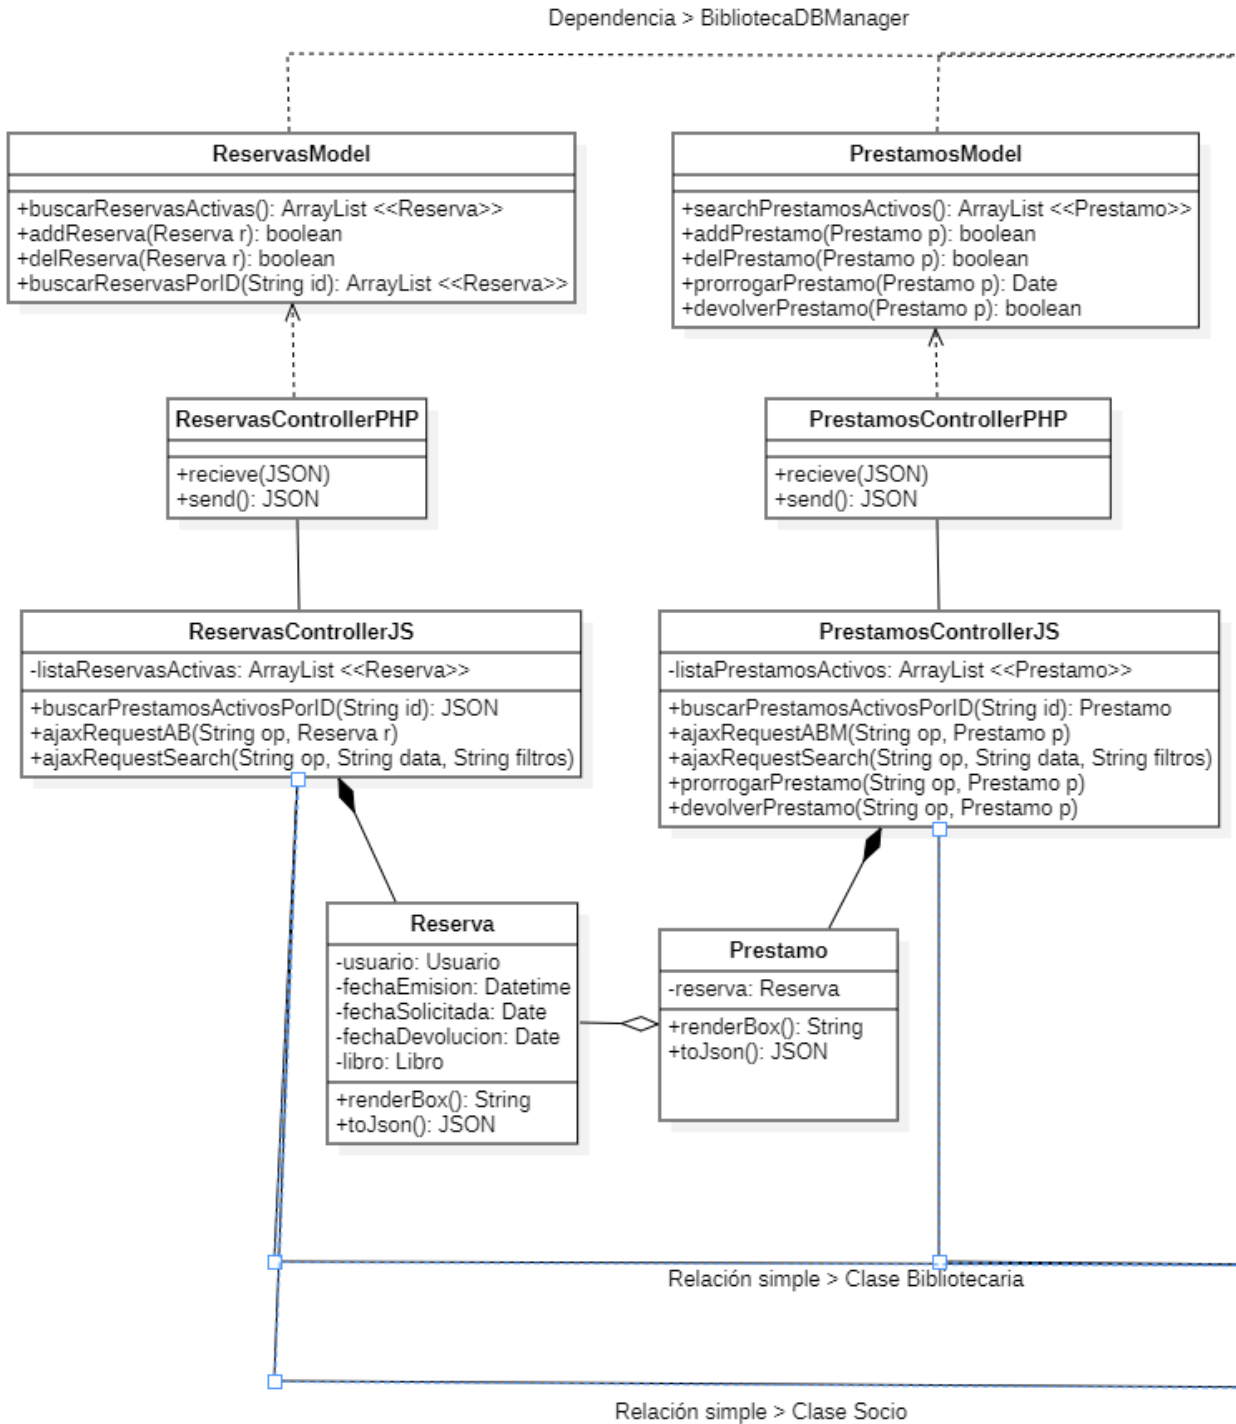 Dependencia > BibliotecaDBManager
ReservasModel
+buscarReservasActivas(): ArrayList <<Reserva>>
+addReserva(Reserva r): boolean
+delReserva(Reserva r): boolean
+buscarReservasPorID(String id): ArrayList <<Reserva>>
PrestamosModel
+searchPrestamosActivos(): ArrayList <<Prestamo>>
+addPrestamo(Prestamo p): boolean
+delPrestamo(Prestamo p): boolean
+prorrogarPrestamo(Prestamo p): Date
+devolverPrestamo(Prestamo p): boolean
ReservasControllerPHP
+recieve(JSON)
+send(): JSON
PrestamosControllerPHP
+recieve(JSON)
+send(): JSON
ReservasControllerJS
-listaReservasActivas: ArrayList <<Reserva>>
+buscarPrestamosActivosPorID(String id): JSON
+ajaxRequestAB(String op, Reserva r)
+ajaxRequestSearch(String op, String data, String filtros)
PrestamosControllerJS
-listaPrestamosActivos: ArrayList <<Prestamo>>
+buscarPrestamosActivosPorID(String id): Prestamo
+ajaxRequestABM(String op, Prestamo p)
+ajaxRequestSearch(String op, String data, String filtros)
+prorrogarPrestamo(String op, Prestamo p)
+devolverPrestamo(String op, Prestamo p)
Reserva
-usuario: Usuario
-fechaEmision: Datetime
-fechaSolicitada: Date
-fechaDevolucion: Date
-libro: Libro
+renderBox(): String
+toJson(): JSON
Prestamo
-reserva: Reserva
+renderBox(): String
+toJson(): JSON
Relación simple > Clase Bibliotecaria
Relación simple > Clase Socio